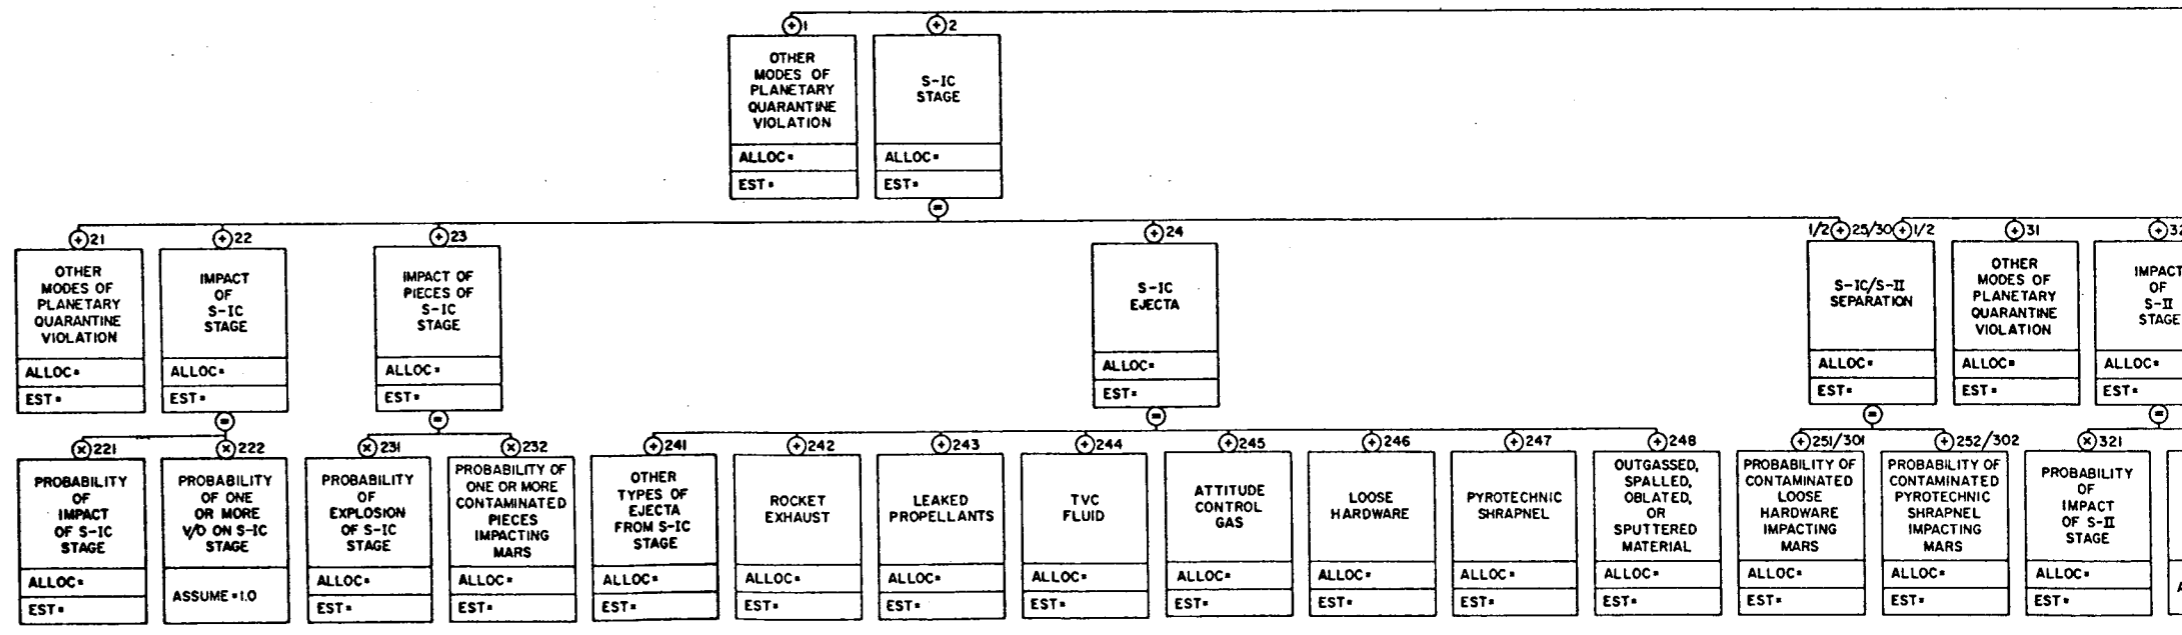 +1
OTHER
MODES OF
PLANETARY
QUARANTINE
VIOLATION
ALLOC=
EST=
+2
S-IC
STAGE
ALLOC=
EST=
=
+21
OTHER
MODES OF
PLANETARY
QUARANTINE
VIOLATION
ALLOC=
EST=
+22
IMPACT
OF
S-IC
STAGE
ALLOC=
EST=
=
+23
IMPACT OF
PIECES OF
S-IC
STAGE
ALLOC=
EST=
=
+24
S-IC
EJECTA
ALLOC=
EST=
=
1/2+25/30+1/2
S-IC/S-II
SEPARATION
ALLOC=
EST=
=
+31
OTHER
MODES OF
PLANETARY
QUARANTINE
VIOLATION
ALLOC=
EST=
+32
IMPACT
OF
S-II
STAGE
ALLOC=
EST=
=
×221
PROBABILITY
OF
IMPACT
OF S-IC
STAGE
ALLOC=
EST=
×222
PROBABILITY
OF ONE
OR MORE
V/O ON S-IC
STAGE
ASSUME=1.0
×231
PROBABILITY
OF
EXPLOSION
OF S-IC
STAGE
ALLOC=
EST=
×232
PROBABILITY OF
ONE OR MORE
CONTAMINATED
PIECES
IMPACTING
MARS
ALLOC=
EST=
+241
OTHER
TYPES OF
EJECTA
FROM S-IC
STAGE
ALLOC=
EST=
+242
ROCKET
EXHAUST
ALLOC=
EST=
+243
LEAKED
PROPELLANTS
ALLOC=
EST=
+244
TVC
FLUID
ALLOC=
EST=
+245
ATTITUDE
CONTROL
GAS
ALLOC=
EST=
+246
LOOSE
HARDWARE
ALLOC=
EST=
+247
PYROTECHNIC
SHRAPNEL
ALLOC=
EST=
+248
OUTGASSED,
SPALLED,
OBLATED,
OR
SPUTTERED
MATERIAL
ALLOC=
EST=
+251/301
PROBABILITY OF
CONTAMINATED
LOOSE
HARDWARE
IMPACTING
MARS
ALLOC=
EST=
+252/302
PROBABILITY OF
CONTAMINATED
PYROTECHNIC
SHRAPNEL
IMPACTING
MARS
ALLOC=
EST=
×321
PROBABILITY
OF
IMPACT
OF S-II
STAGE
ALLOC=
EST=